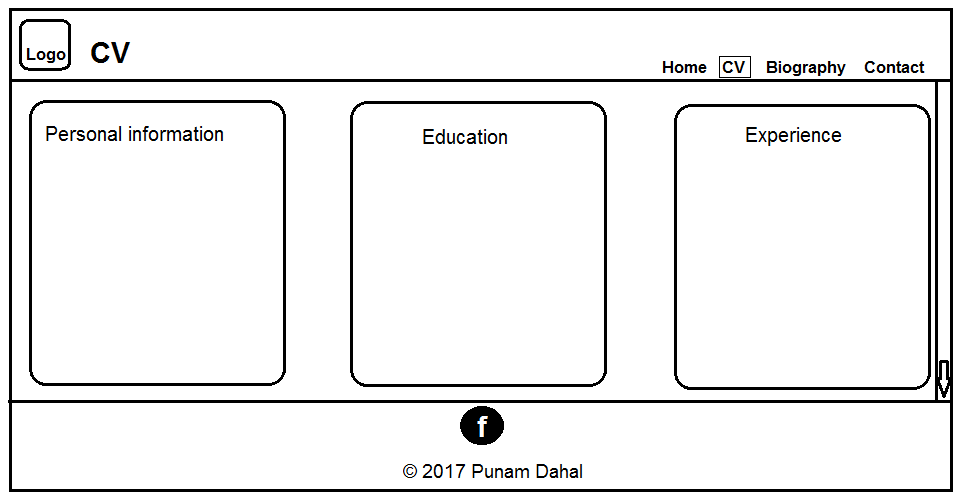 Logo
CV
Home CV Biography Contact
Personal information
Education
Experience
f
© 2017 Punam Dahal